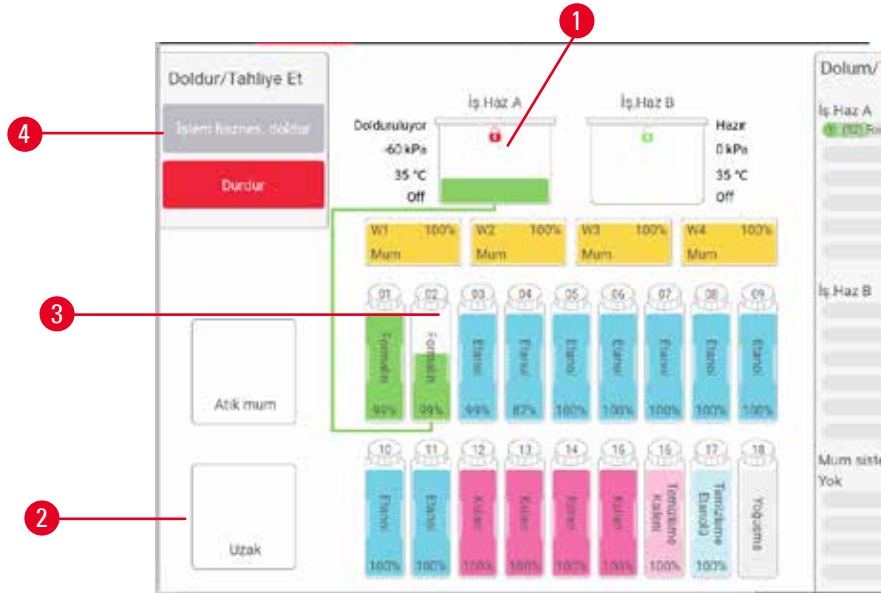 1
Doldur/Tahliye Et
4
İşlem haznes. doldur
Durdur
İş Haz A
İş.Haz B
Dolduruluyor
-60 kPa
35 °C
Off
Hazır
0 kPa
35 °C
Off
Dolum/
İş Haz A
(02)
W1 100%
Mum
W2 100%
Mum
W3 100%
Mum
W4 100%
Mum
İş Haz B
3
01 02 03 04 05 06 07 08 09
Formalin
Formalin
Etanol
Etanol
Etanol
Etanol
Etanol
Etanol
Etanol
99% 99% 99% 87% 100% 100% 100% 100% 100%
Atık mum
2
Uzak
10 11 12 13 14 15 16 17 18
Etanol
Etanol
Ksilen
Ksilen
Ksilen
Ksilen
Temizleme
Ksileni
Temizleme
Etanolü
Yoğuşma
100% 100% 100% 100% 100% 100% 100% 100%
Mum siste
Yok